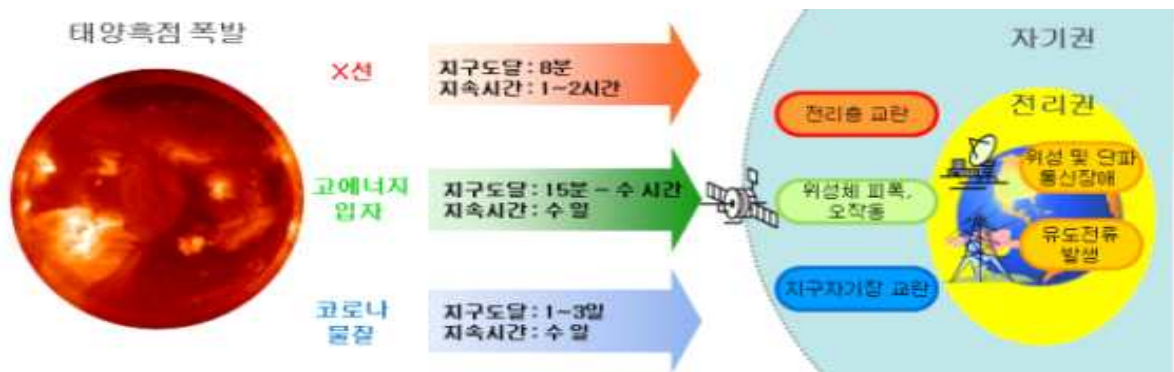 태양흑점 폭발
X선
지구도달 : 8분
지속시간 : 1~2시간
고에너지
입자
지구도달 : 15분 ~ 수 시간
지속시간 : 수 일
코로나
물질
지구도달 : 1~3일
지속시간 : 수 일
자기권
전리권
전리층 교란
위성 및 단파
통신장애
위성체 피폭,
오작동
유도전류
발생
지구자기장 교란